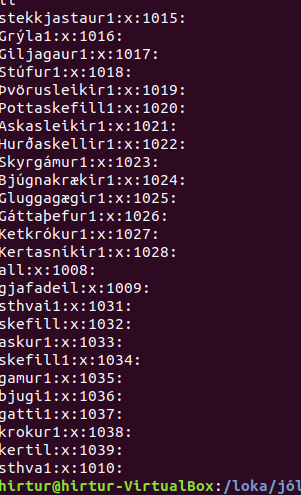 stekkjastaur1:x:1015:
Grýla1:x:1016:
Giljagaur1:x:1017:
Stúfur1:x:1018:
Þvörusleikir1:x:1019:
Pottaskefill1:x:1020:
Askasleikir1:x:1021:
Hurðaskellir1:x:1022:
Skyrgámur1:x:1023:
Bjúgnakrækir1:x:1024:
Gluggagægir1:x:1025:
Gáttaþefur1:x:1026:
Ketkrókur1:x:1027:
Kertasníkir1:x:1028:
all:x:1008:
gjafadeil:x:1009:
sthvai1:x:1031:
skefill:x:1032:
askur1:x:1033:
skefill1:x:1034:
gamur1:x:1035:
bjugi1:x:1036:
gatti1:x:1037:
krokur1:x:1038:
kertil:x:1039:
sthva1:x:1010:
hirtur@hirtur-VirtualBox:/loka/jól